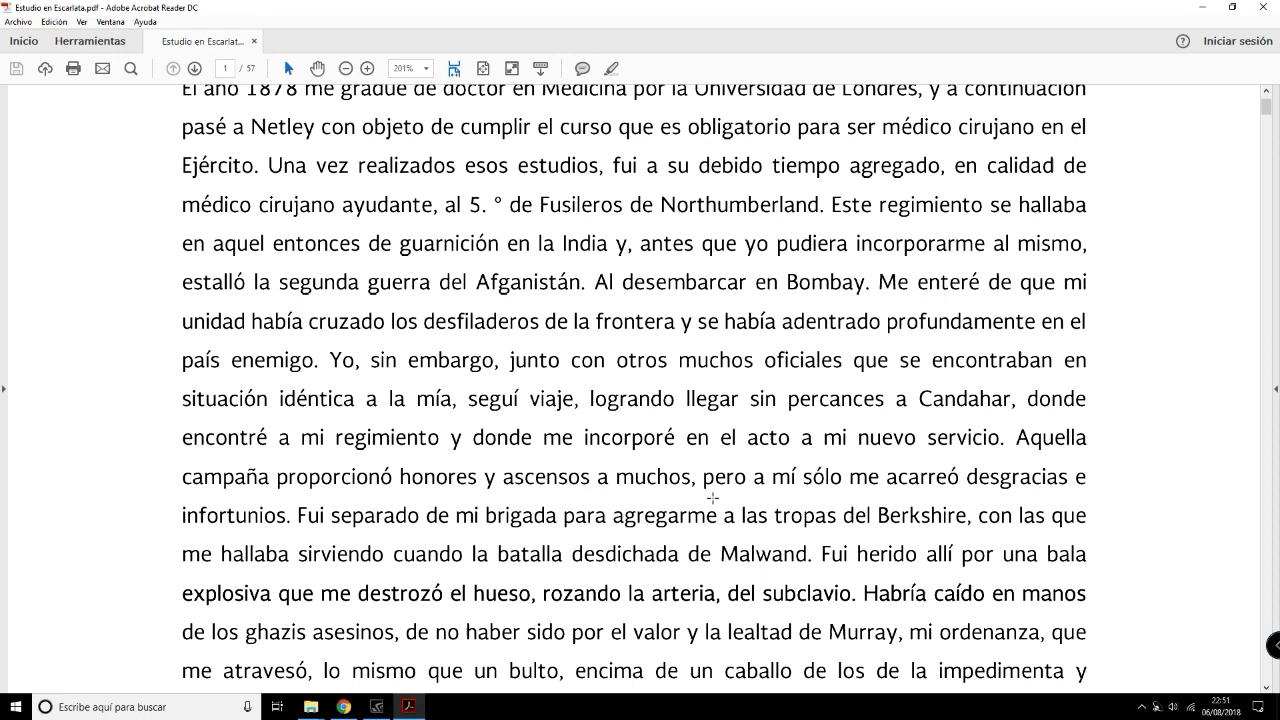 Estudio en Escarlata.pdf - Adobe Acrobat Reader DC
Archivo Edición Ver Ventana Ayuda
Inicio Herramientas Estudio en Escarlat... × Iniciar sesión
1 / 57 201%
El año 1878 me gradué de doctor en Medicina por la Universidad de Londres, y a continuación
pasé a Netley con objeto de cumplir el curso que es obligatorio para ser médico cirujano en el
Ejército. Una vez realizados esos estudios, fui a su debido tiempo agregado, en calidad de
médico cirujano ayudante, al 5. ° de Fusileros de Northumberland. Este regimiento se hallaba
en aquel entonces de guarnición en la India y, antes que yo pudiera incorporarme al mismo,
estalló la segunda guerra del Afganistán. Al desembarcar en Bombay. Me enteré de que mi
unidad había cruzado los desfiladeros de la frontera y se había adentrado profundamente en el
país enemigo. Yo, sin embargo, junto con otros muchos oficiales que se encontraban en
situación idéntica a la mía, seguí viaje, logrando llegar sin percances a Candahar, donde
encontré a mi regimiento y donde me incorporé en el acto a mi nuevo servicio. Aquella
campaña proporcionó honores y ascensos a muchos, pero a mí sólo me acarreó desgracias e
infortunios. Fui separado de mi brigada para agregarme a las tropas del Berkshire, con las que
me hallaba sirviendo cuando la batalla desdichada de Malwand. Fui herido allí por una bala
explosiva que me destrozó el hueso, rozando la arteria, del subclavio. Habría caído en manos
de los ghazis asesinos, de no haber sido por el valor y la lealtad de Murray, mi ordenanza, que
me atravesó, lo mismo que un bulto, encima de un caballo de los de la impedimenta y
Escribe aquí para buscar
22:51
06/08/2018